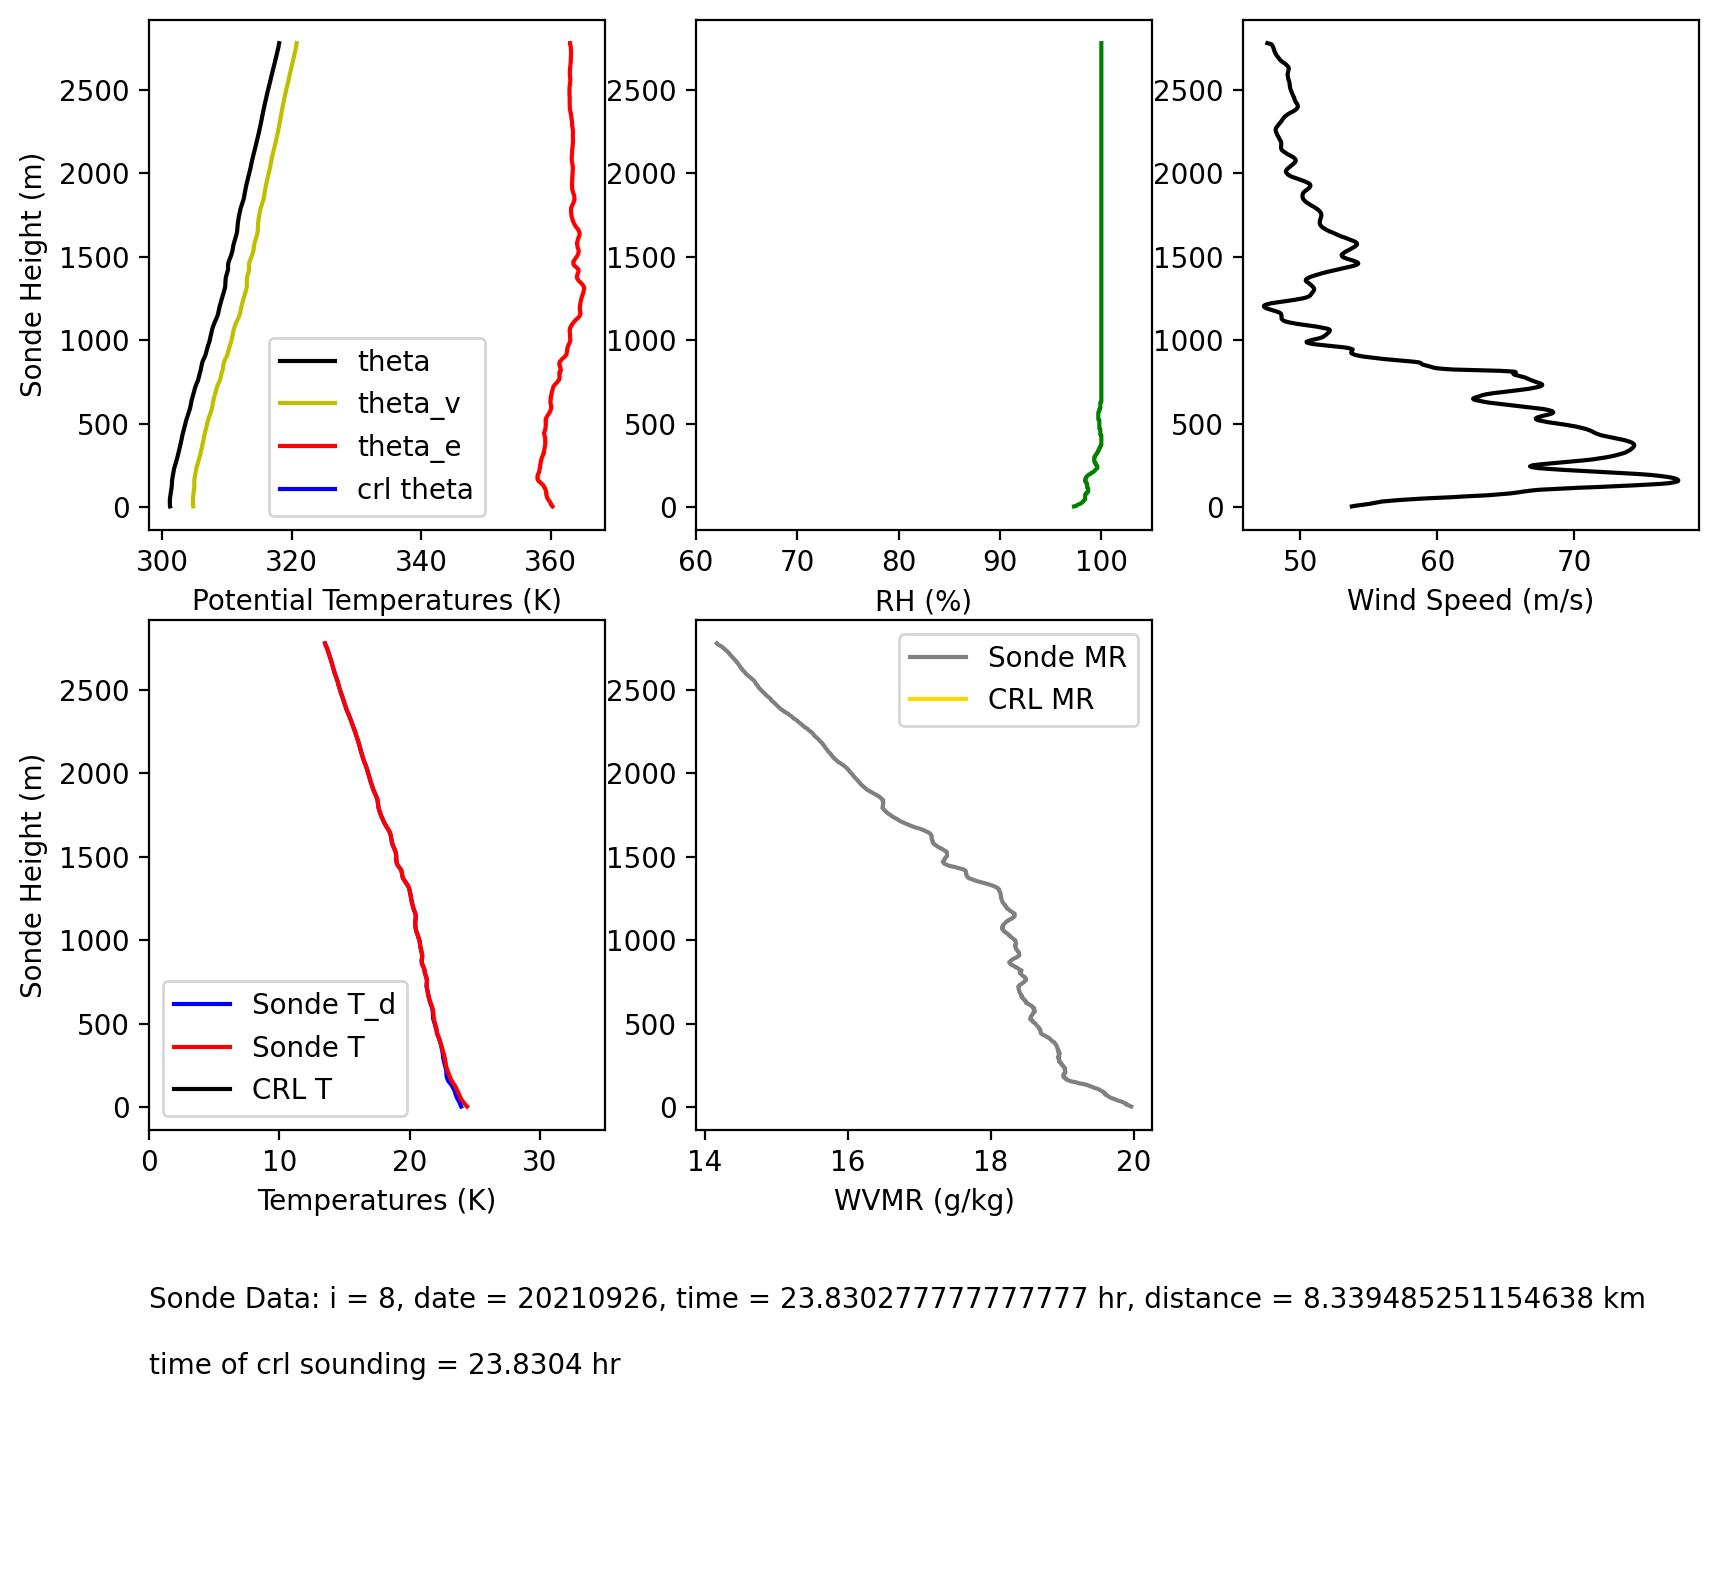 Sonde Height (m)
2500
2000
1500
1000
500
0
theta
theta_v
theta_e
crl theta
300
320
340
360
Potential Temperatures (K)
2500
2000
1500
1000
500
0
60
70
80
90
100
RH (%)
2500
2000
1500
1000
500
0
50
60
70
Wind Speed (m/s)
Sonde Height (m)
2500
2000
1500
1000
500
0
Sonde T_d
Sonde T
CRL T
0
10
20
30
Temperatures (K)
2500
2000
1500
1000
500
0
Sonde MR
CRL MR
14
16
18
20
WVMR (g/kg)
Sonde Data: i = 8, date = 20210926, time = 23.830277777777777 hr, distance = 8.339485251154638 km
time of crl sounding = 23.8304 hr